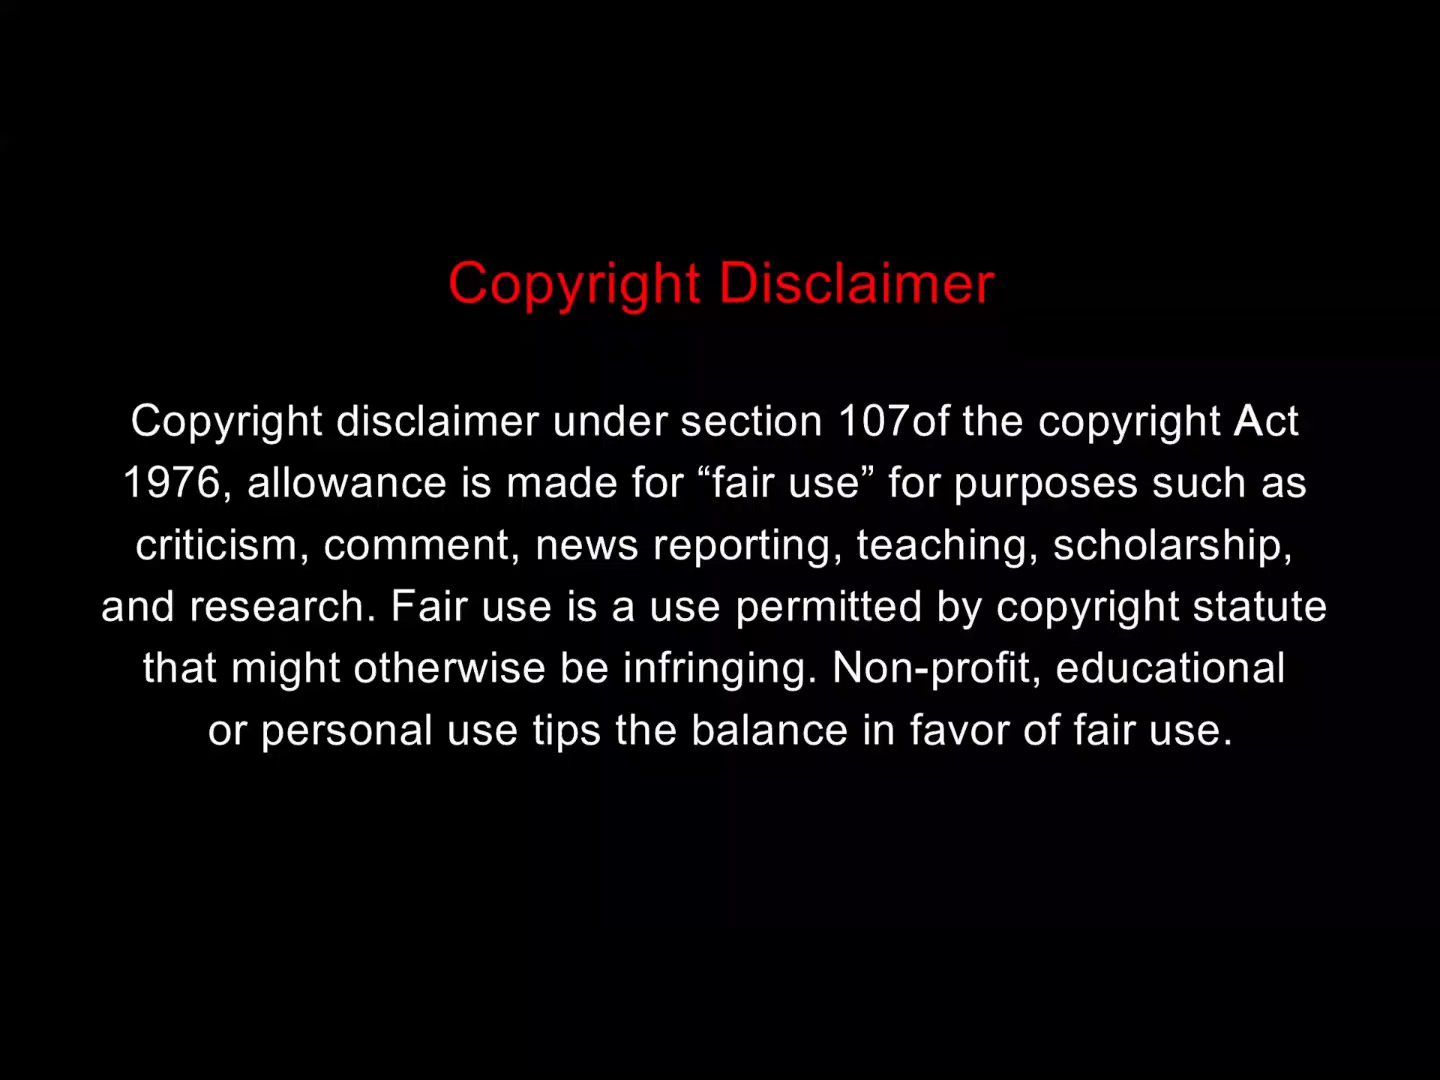 Copyright Disclaimer
Copyright disclaimer under section 107of the copyright Act
1976, allowance is made for “fair use” for purposes such as
criticism, comment, news reporting, teaching, scholarship,
and research. Fair use is a use permitted by copyright statute
that might otherwise be infringing. Non-profit, educational
or personal use tips the balance in favor of fair use.